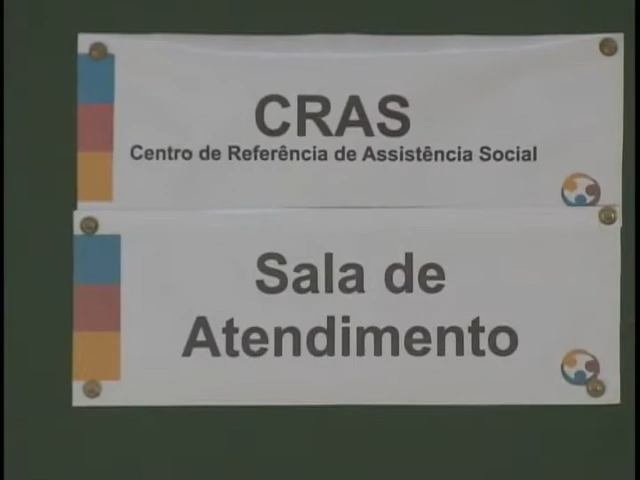 CRAS
Centro de Referência de Assistência Social
Sala de
Atendimento